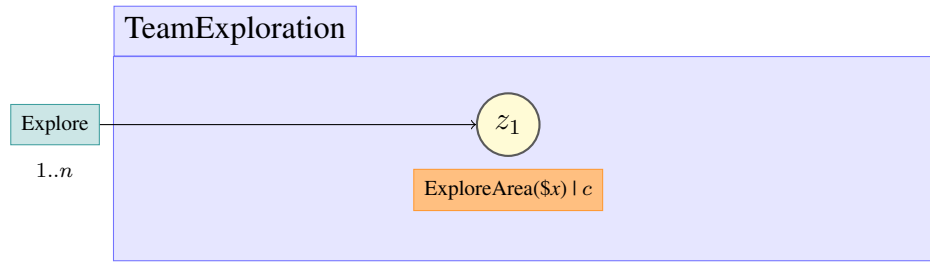 TeamExploration
Explore
z₁
1..n
ExploreArea($x) | c